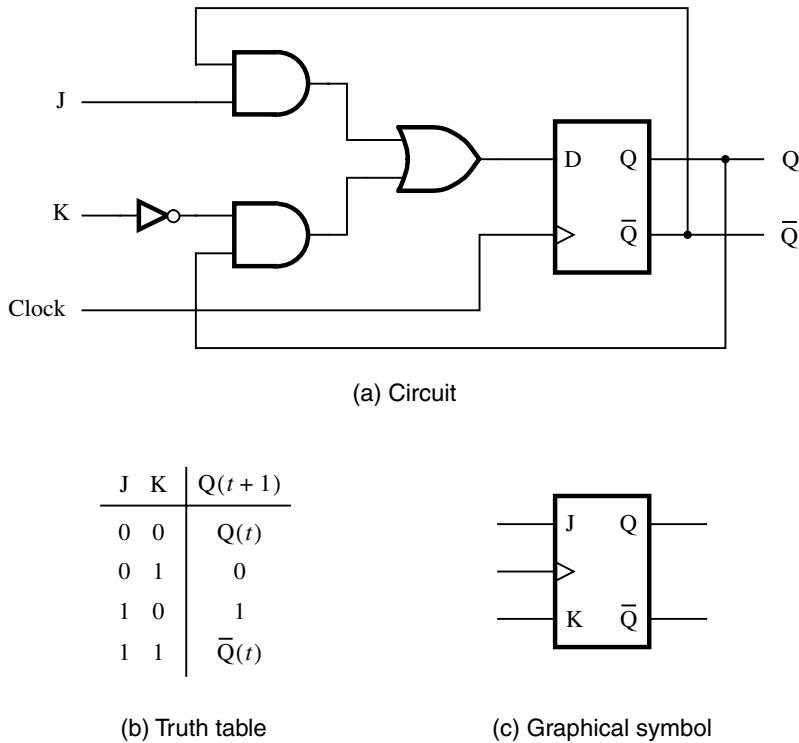 J
K
Clock
D Q
Q̅
Q
Q̅
(a) Circuit
J K Q(t + 1)
0 0 Q(t)
0 1 0
1 0 1
1 1 Q̅(t)
(b) Truth table
J Q
K Q̅
(c) Graphical symbol